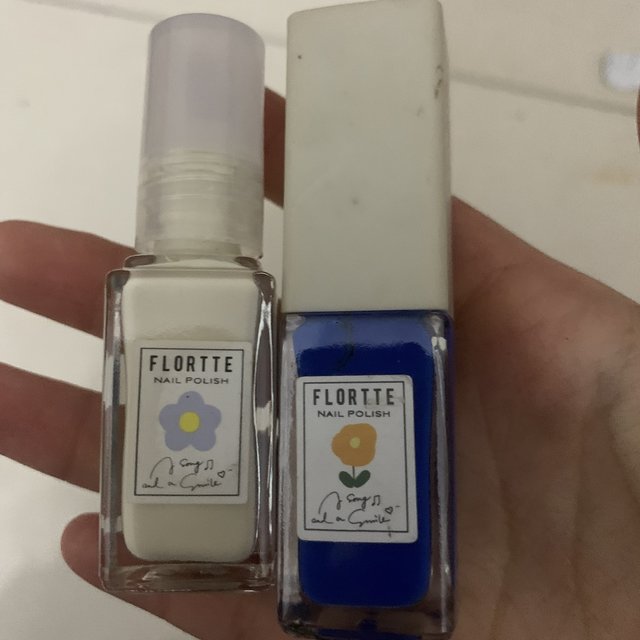 FLORTTE
NAIL POLISH
A Song
and a Smile
FLORTTE
NAIL POLISH
A Song
and a Smile